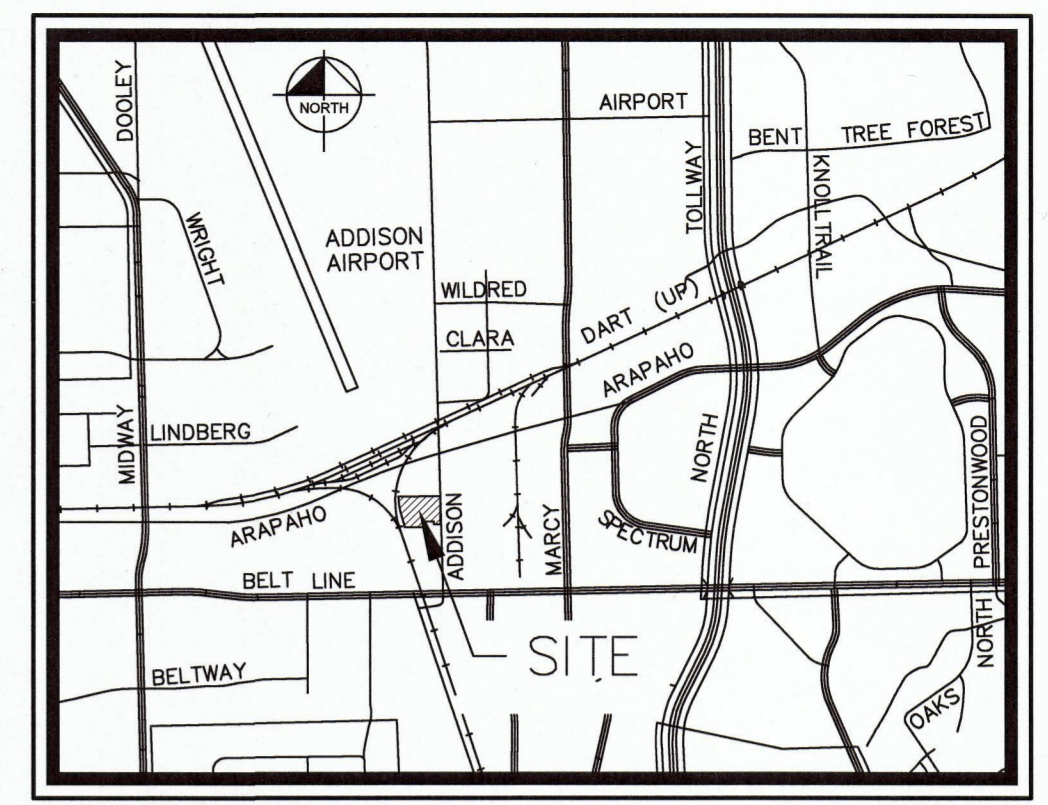 DOOLEY
NORTH
AIRPORT
BENT TREE FOREST
TOLLWAY
KNOLL TRAIL
WRIGHT
ADDISON
AIRPORT
WILDRED
DART (UP)
CLARA
ARAPAHO
MIDWAY
LINDBERG
NORTH
PRESTONWOOD
ARAPAHO
ADDISON
MARCY
SPECTRUM
BELT LINE
NORTH
SITE
BELTWAY
OAKS